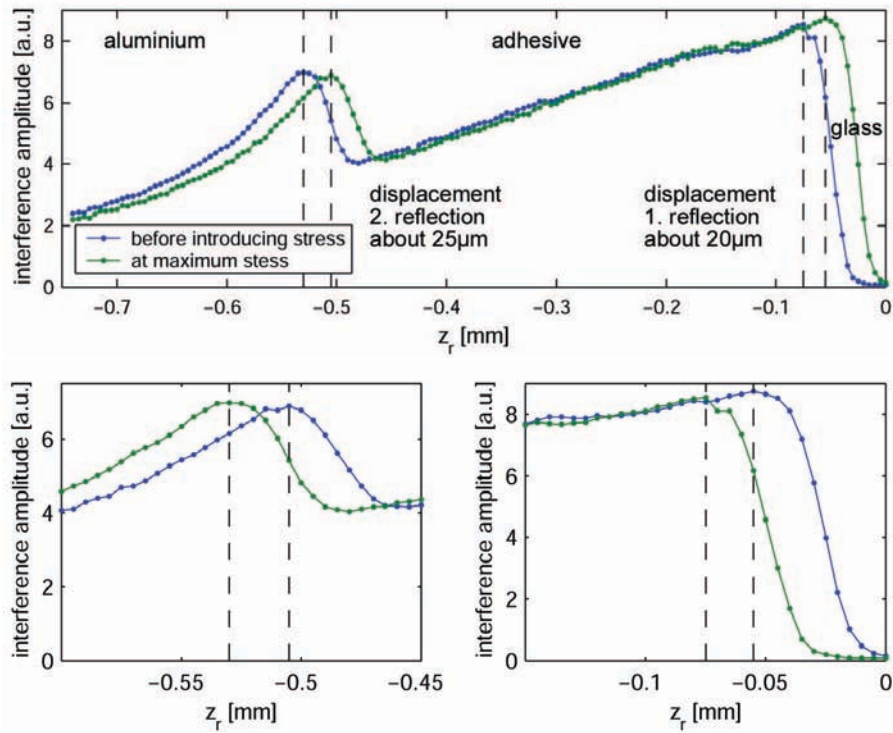 interference amplitude [a.u.]
8
6
4
2
0
aluminium
adhesive
glass
displacement
2. reflection
about 25µm
displacement
1. reflection
about 20µm
before introducing stress
at maximum stess
−0.7
−0.6
−0.5
−0.4
−0.3
−0.2
−0.1
0
z_r [mm]
interference amplitude [a.u.]
6
4
7
−0.55
−0.5
−0.45
z_r [mm]
interference amplitude [a.u.]
8
6
4
2
0
−0.1
−0.05
0
z_r [mm]